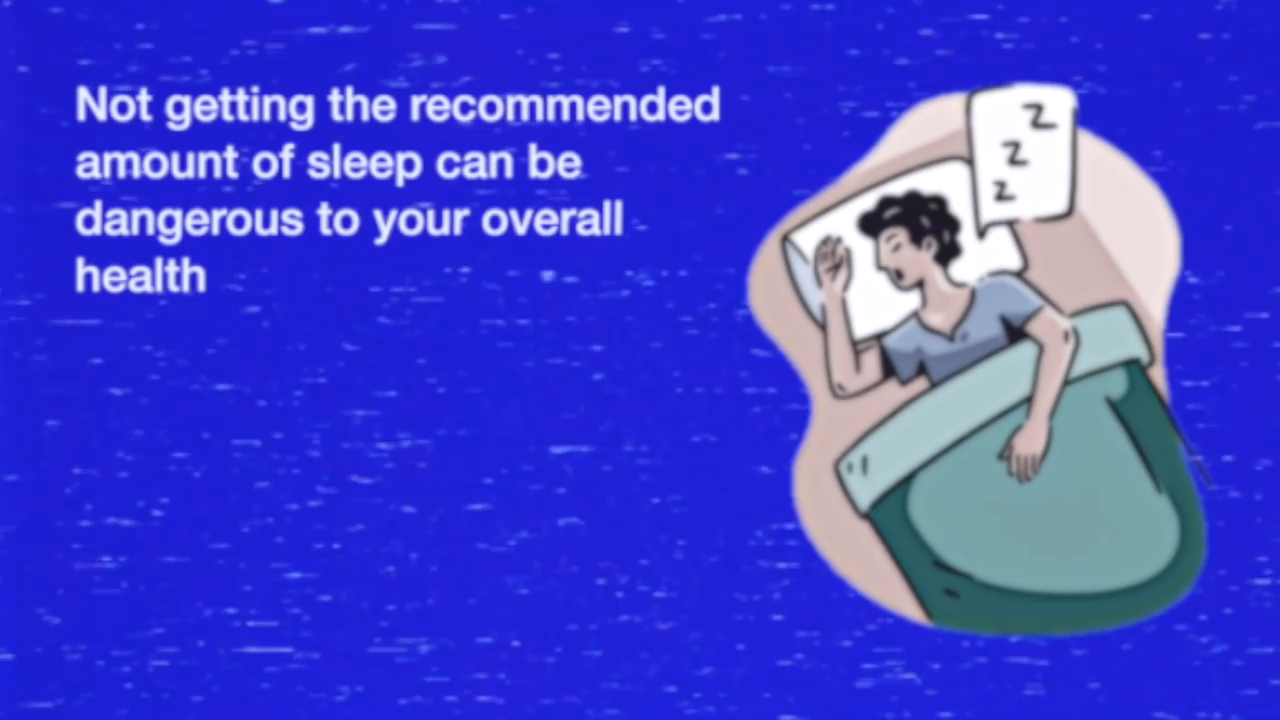 Not getting the recommended
amount of sleep can be
dangerous to your overall
health
z
z
z